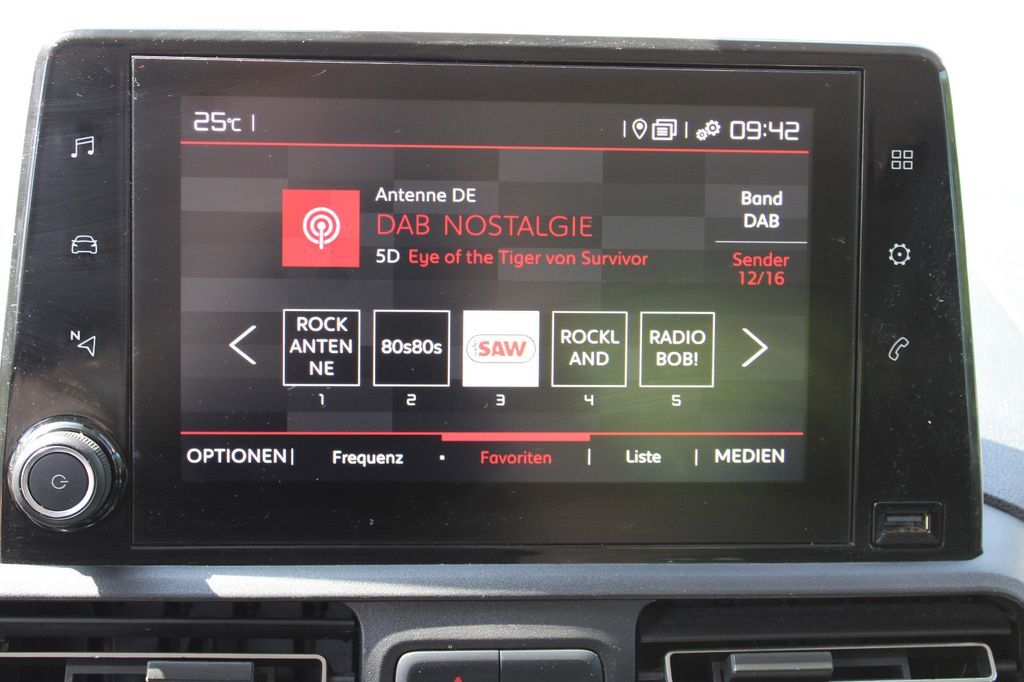 25°C
09:42
Antenne DE
DAB NOSTALGIE
5D Eye of the Tiger von Survivor
Band
DAB
Sender
12/16
N
ROCK
ANTEN
NE
80s80s
SAW
ROCKL
AND
RADIO
BOB!
1 2 3 4 5
OPTIONEN | Frequenz · Favoriten | Liste | MEDIEN